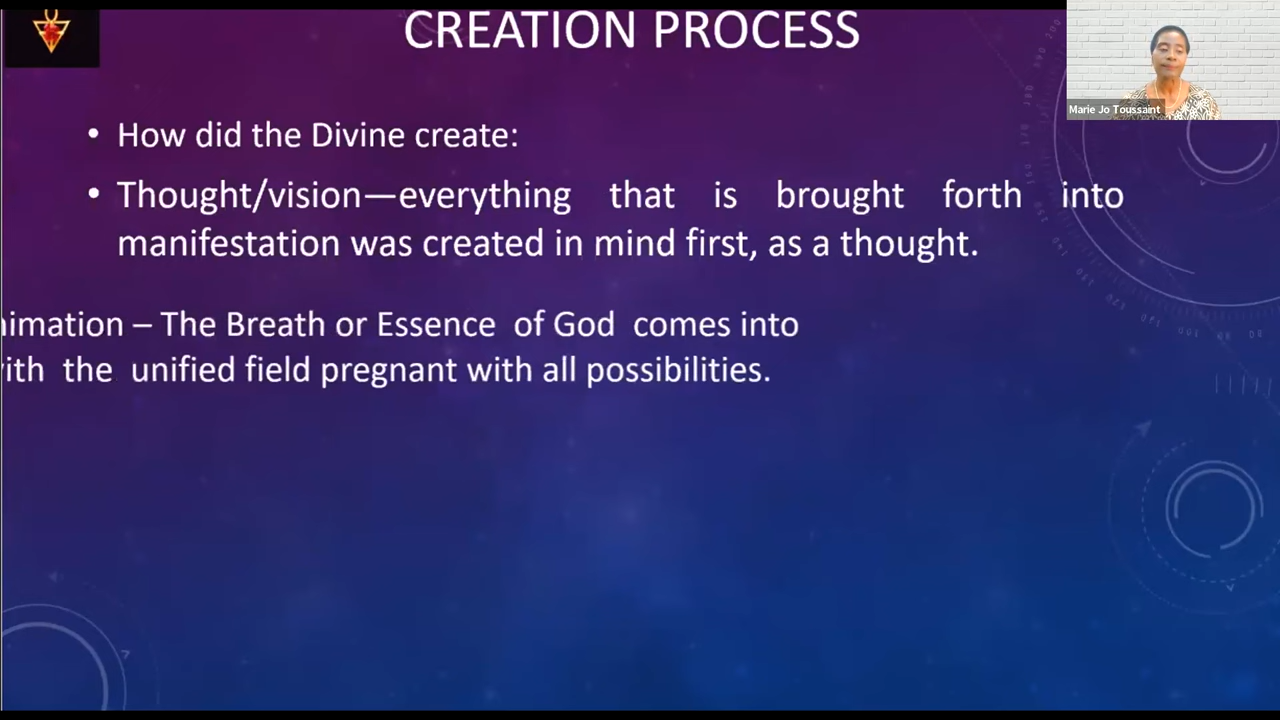 CREATION PROCESS
Marie Jo Toussaint
• How did the Divine create:
• Thought/vision—everything that is brought forth into
manifestation was created in mind first, as a thought.
nimation – The Breath or Essence of God comes into
ith the unified field pregnant with all possibilities.